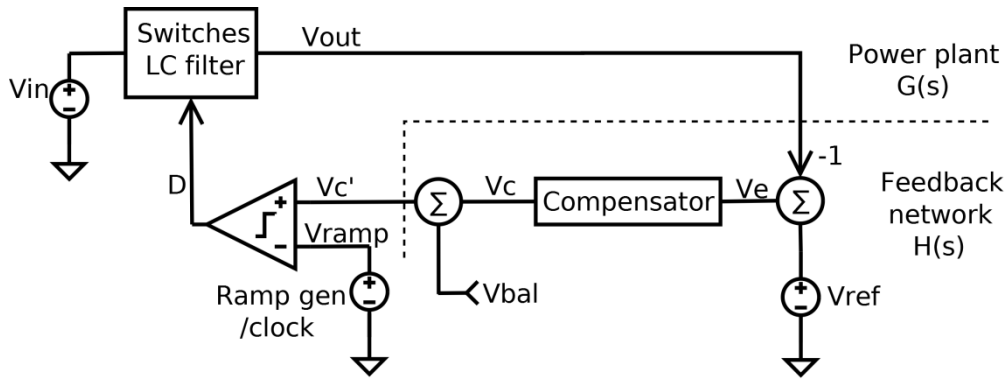 Switches
LC filter
Vout
Vin
Power plant
G(s)
-1
D
Vc'
Σ
Vc
Compensator
Ve
Σ
Feedback
network
H(s)
Vramp
Ramp gen
/clock
Vbal
Vref